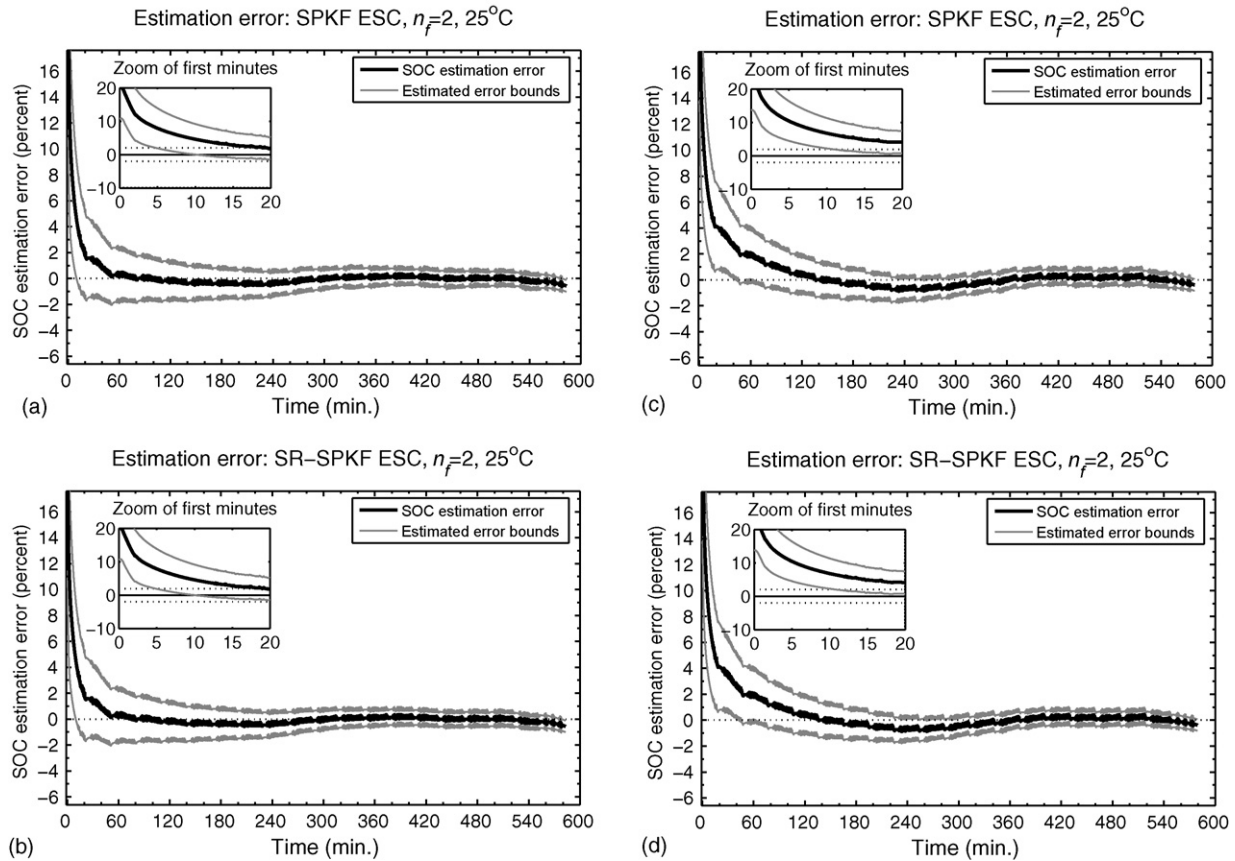 Estimation error: SPKF ESC, n_f=2, 25°C
SOC estimation error (percent)
16
14
12
10
8
6
4
2
0
−2
−4
−6
Zoom of first minutes
20
10
0
−10
0 5 10 15 20
SOC estimation error
Estimated error bounds
0 60 120 180 240 300 360 420 480 540 600
Time (min.)
(a)
Estimation error: SPKF ESC, n_f=2, 25°C
SOC estimation error (percent)
16
14
12
10
8
6
4
2
0
−2
−4
−6
Zoom of first minutes
20
10
0
−10
0 5 10 15 20
SOC estimation error
Estimated error bounds
0 60 120 180 240 300 360 420 480 540 600
Time (min.)
(c)
Estimation error: SR−SPKF ESC, n_f=2, 25°C
SOC estimation error (percent)
16
14
12
10
8
6
4
2
0
−2
−4
−6
Zoom of first minutes
20
10
0
−10
0 5 10 15 20
SOC estimation error
Estimated error bounds
0 60 120 180 240 300 360 420 480 540 600
Time (min.)
(b)
Estimation error: SR−SPKF ESC, n_f=2, 25°C
SOC estimation error (percent)
16
14
12
10
8
6
4
2
0
−2
−4
−6
Zoom of first minutes
20
10
0
−10
0 5 10 15 20
SOC estimation error
Estimated error bounds
0 60 120 180 240 300 360 420 480 540 600
Time (min.)
(d)